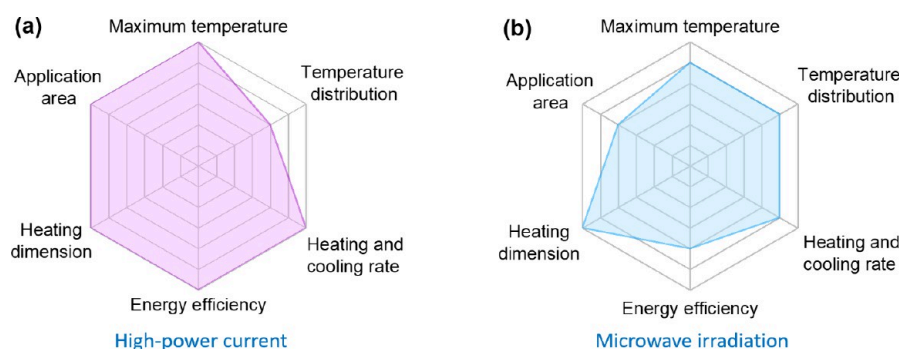 (a)
Maximum temperature
Application
area
Temperature
distribution
Heating
dimension
Heating and
cooling rate
Energy efficiency
High-power current
(b)
Maximum temperature
Application
area
Temperature
distribution
Heating
dimension
Heating and
cooling rate
Energy efficiency
Microwave irradiation